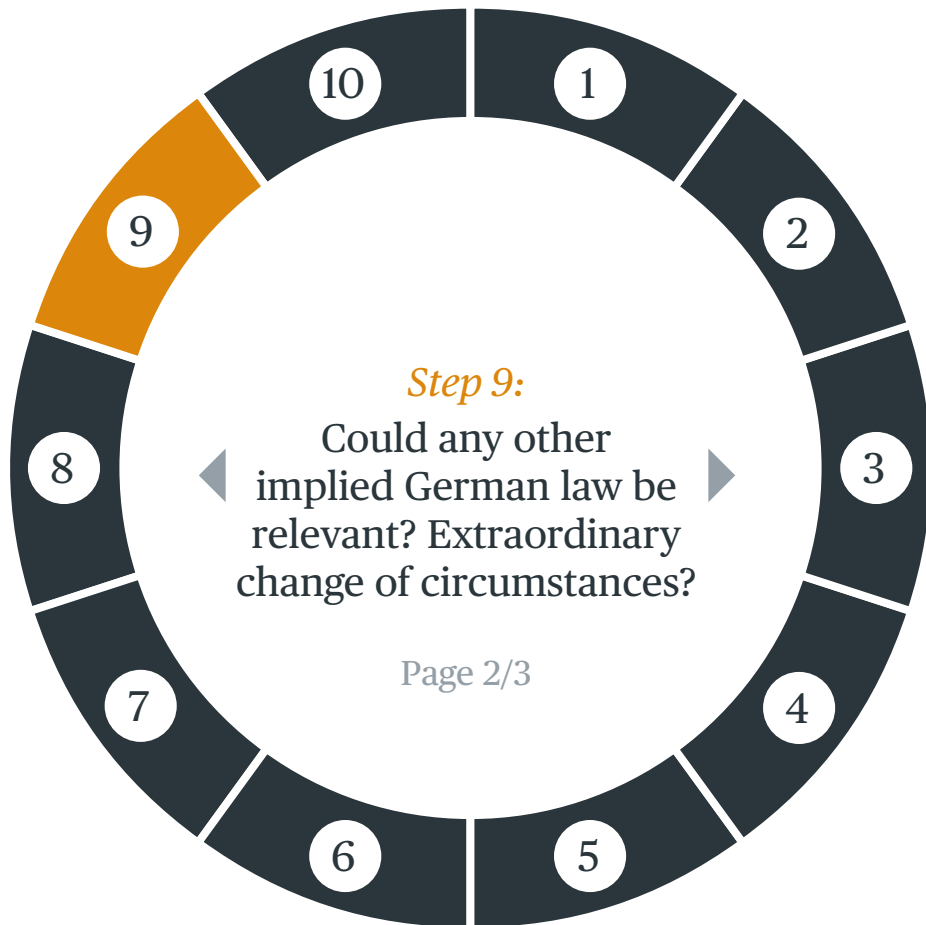 10
1
9
2
Step 9:
Could any other
implied German law be
relevant? Extraordinary
change of circumstances?
8
3
Page 2/3
7
4
6
5